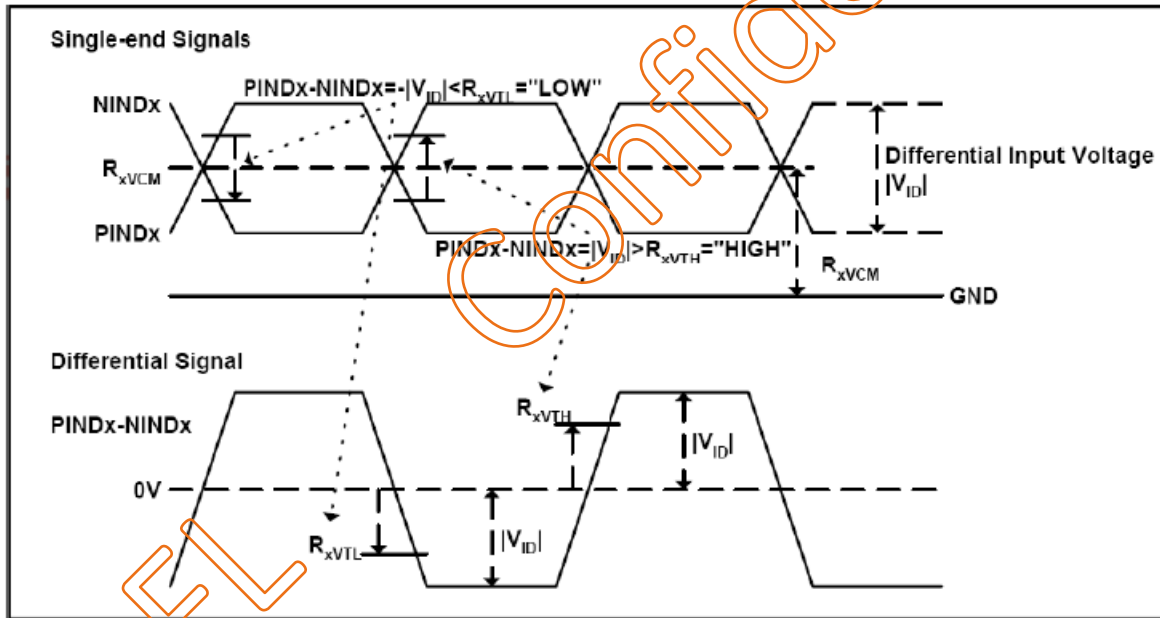 Single-end Signals
PINDx-NINDx=-|VID|<RxVTL="LOW"
NINDx
RxVCM
Differential Input Voltage
|VID|
PINDx
PINDx-NINDx=|VID|>RxVTH="HIGH"
RxVCM
GND
Differential Signal
RxVTH
PINDx-NINDx
|VID|
0V
RxVTL
|VID|
Confid
EL